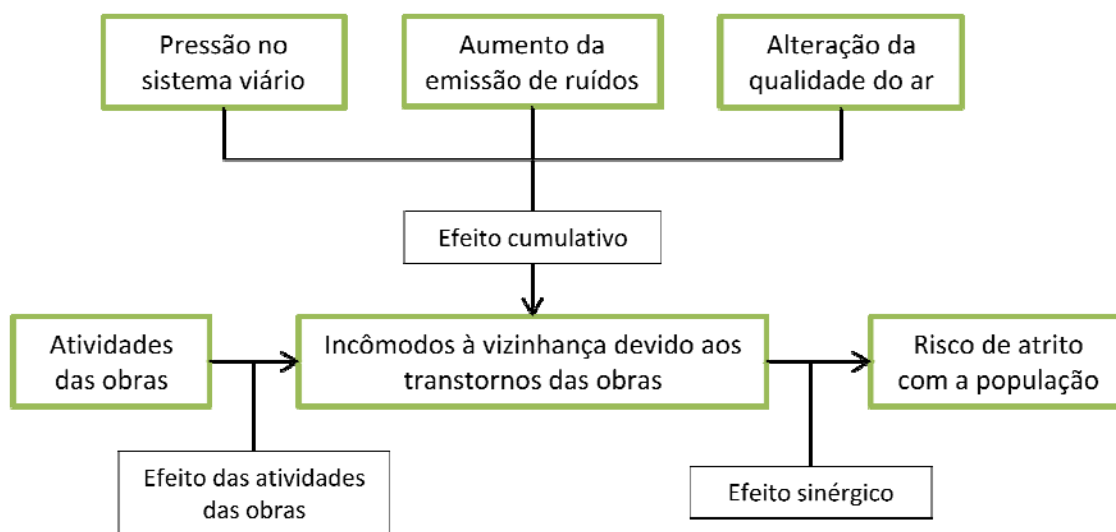 Pressão no
sistema viário
Aumento da
emissão de ruídos
Alteração da
qualidade do ar
Efeito cumulativo
Atividades
das obras
Incômodos à vizinhança devido aos
transtornos das obras
Risco de atrito
com a população
Efeito das atividades
das obras
Efeito sinérgico